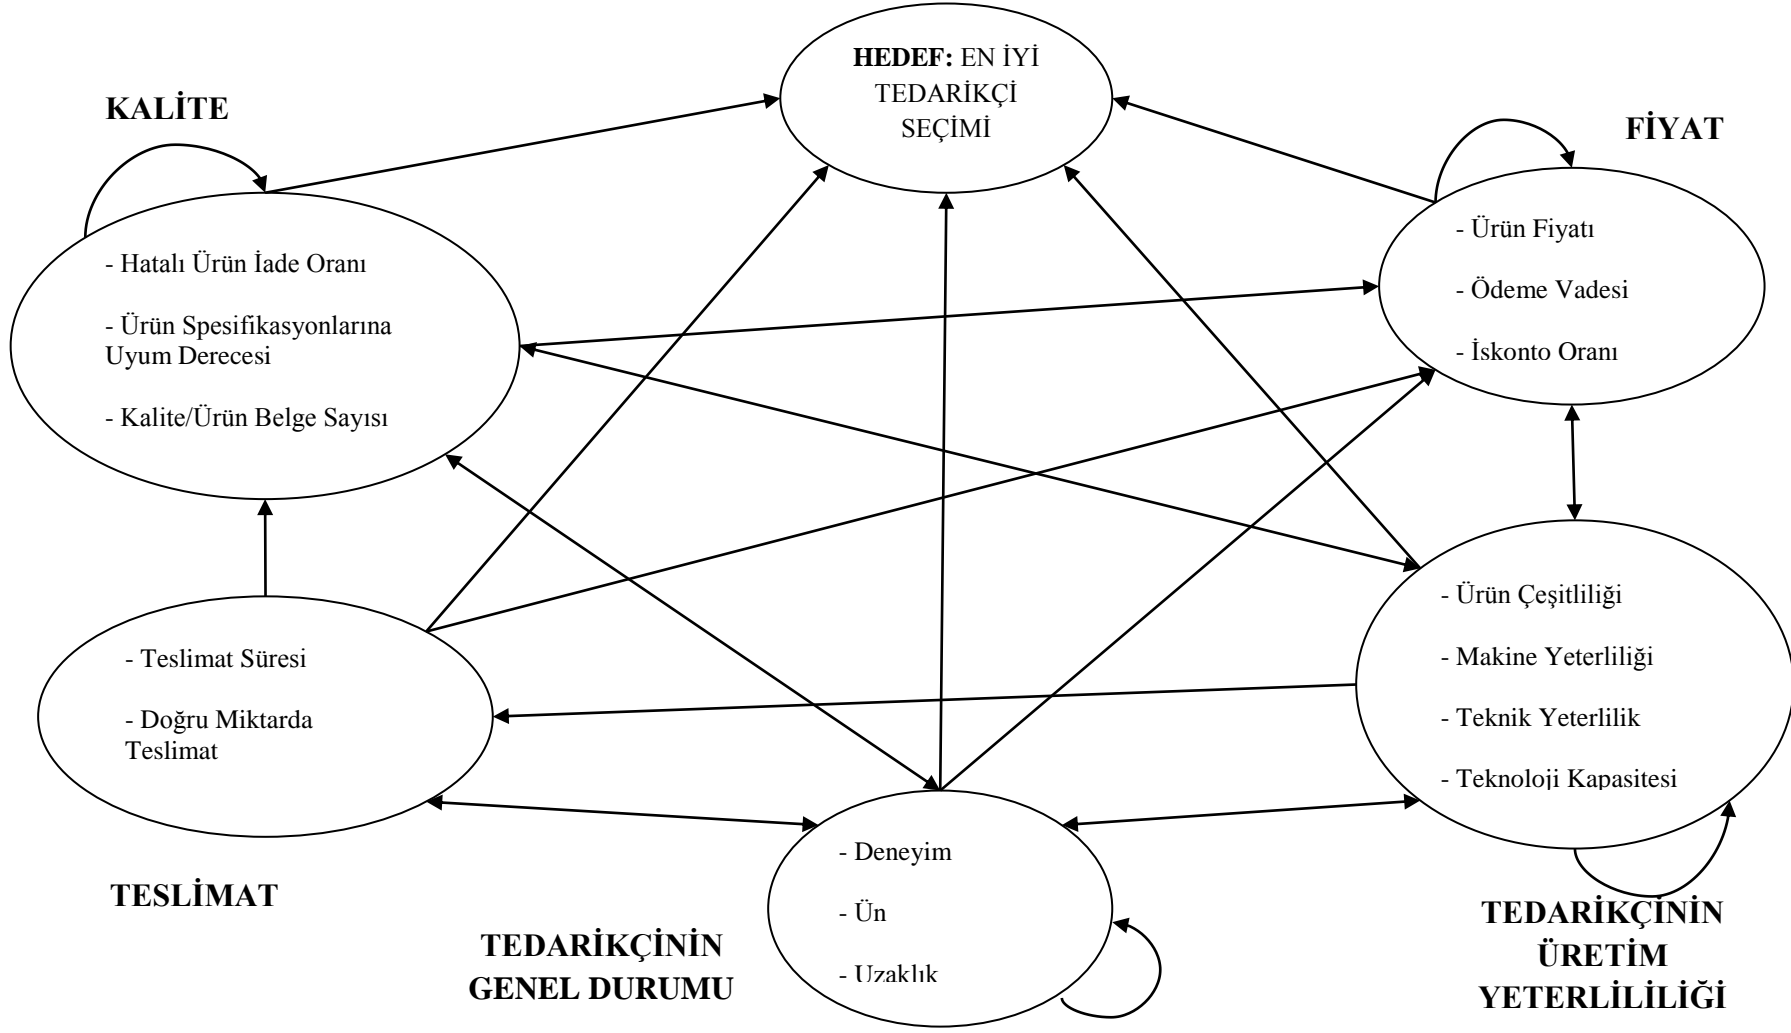 HEDEF: EN İYİ
TEDARİKÇİ
SEÇİMİ
KALİTE
- Hatalı Ürün İade Oranı
- Ürün Spesifikasyonlarına
Uyum Derecesi
- Kalite/Ürün Belge Sayısı
FİYAT
- Ürün Fiyatı
- Ödeme Vadesi
- İskonto Oranı
- Teslimat Süresi
- Doğru Miktarda
Teslimat
TESLİMAT
- Ürün Çeşitliliği
- Makine Yeterliliği
- Teknik Yeterlilik
- Teknoloji Kapasitesi
TEDARİKÇİNİN
ÜRETİM
YETERLİLİLİĞİ
- Deneyim
- Ün
- Uzaklık
TEDARİKÇİNİN
GENEL DURUMU